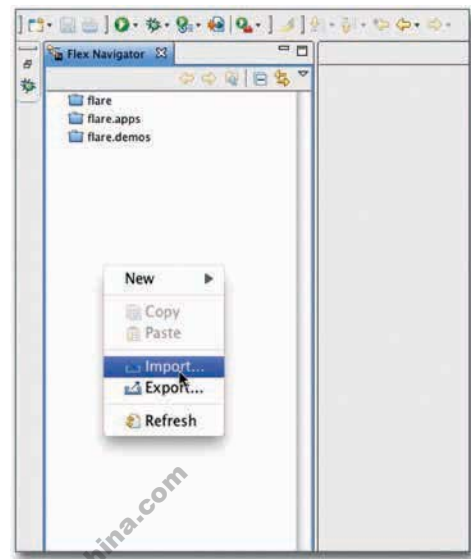 Flex Navigator
flare
flare.apps
flare.demos
New
Copy
Paste
Import...
Export...
Refresh
hina.com